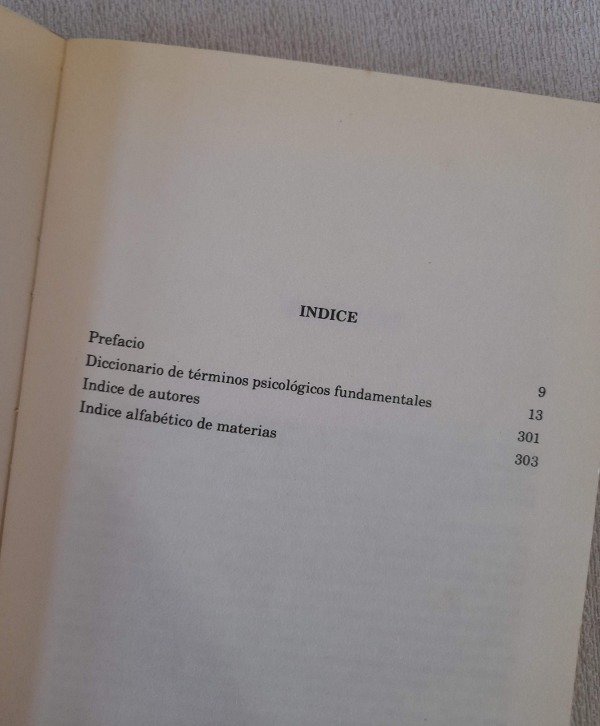 INDICE
Prefacio 9
Diccionario de términos psicológicos fundamentales 13
Indice de autores 301
Indice alfabético de materias 303